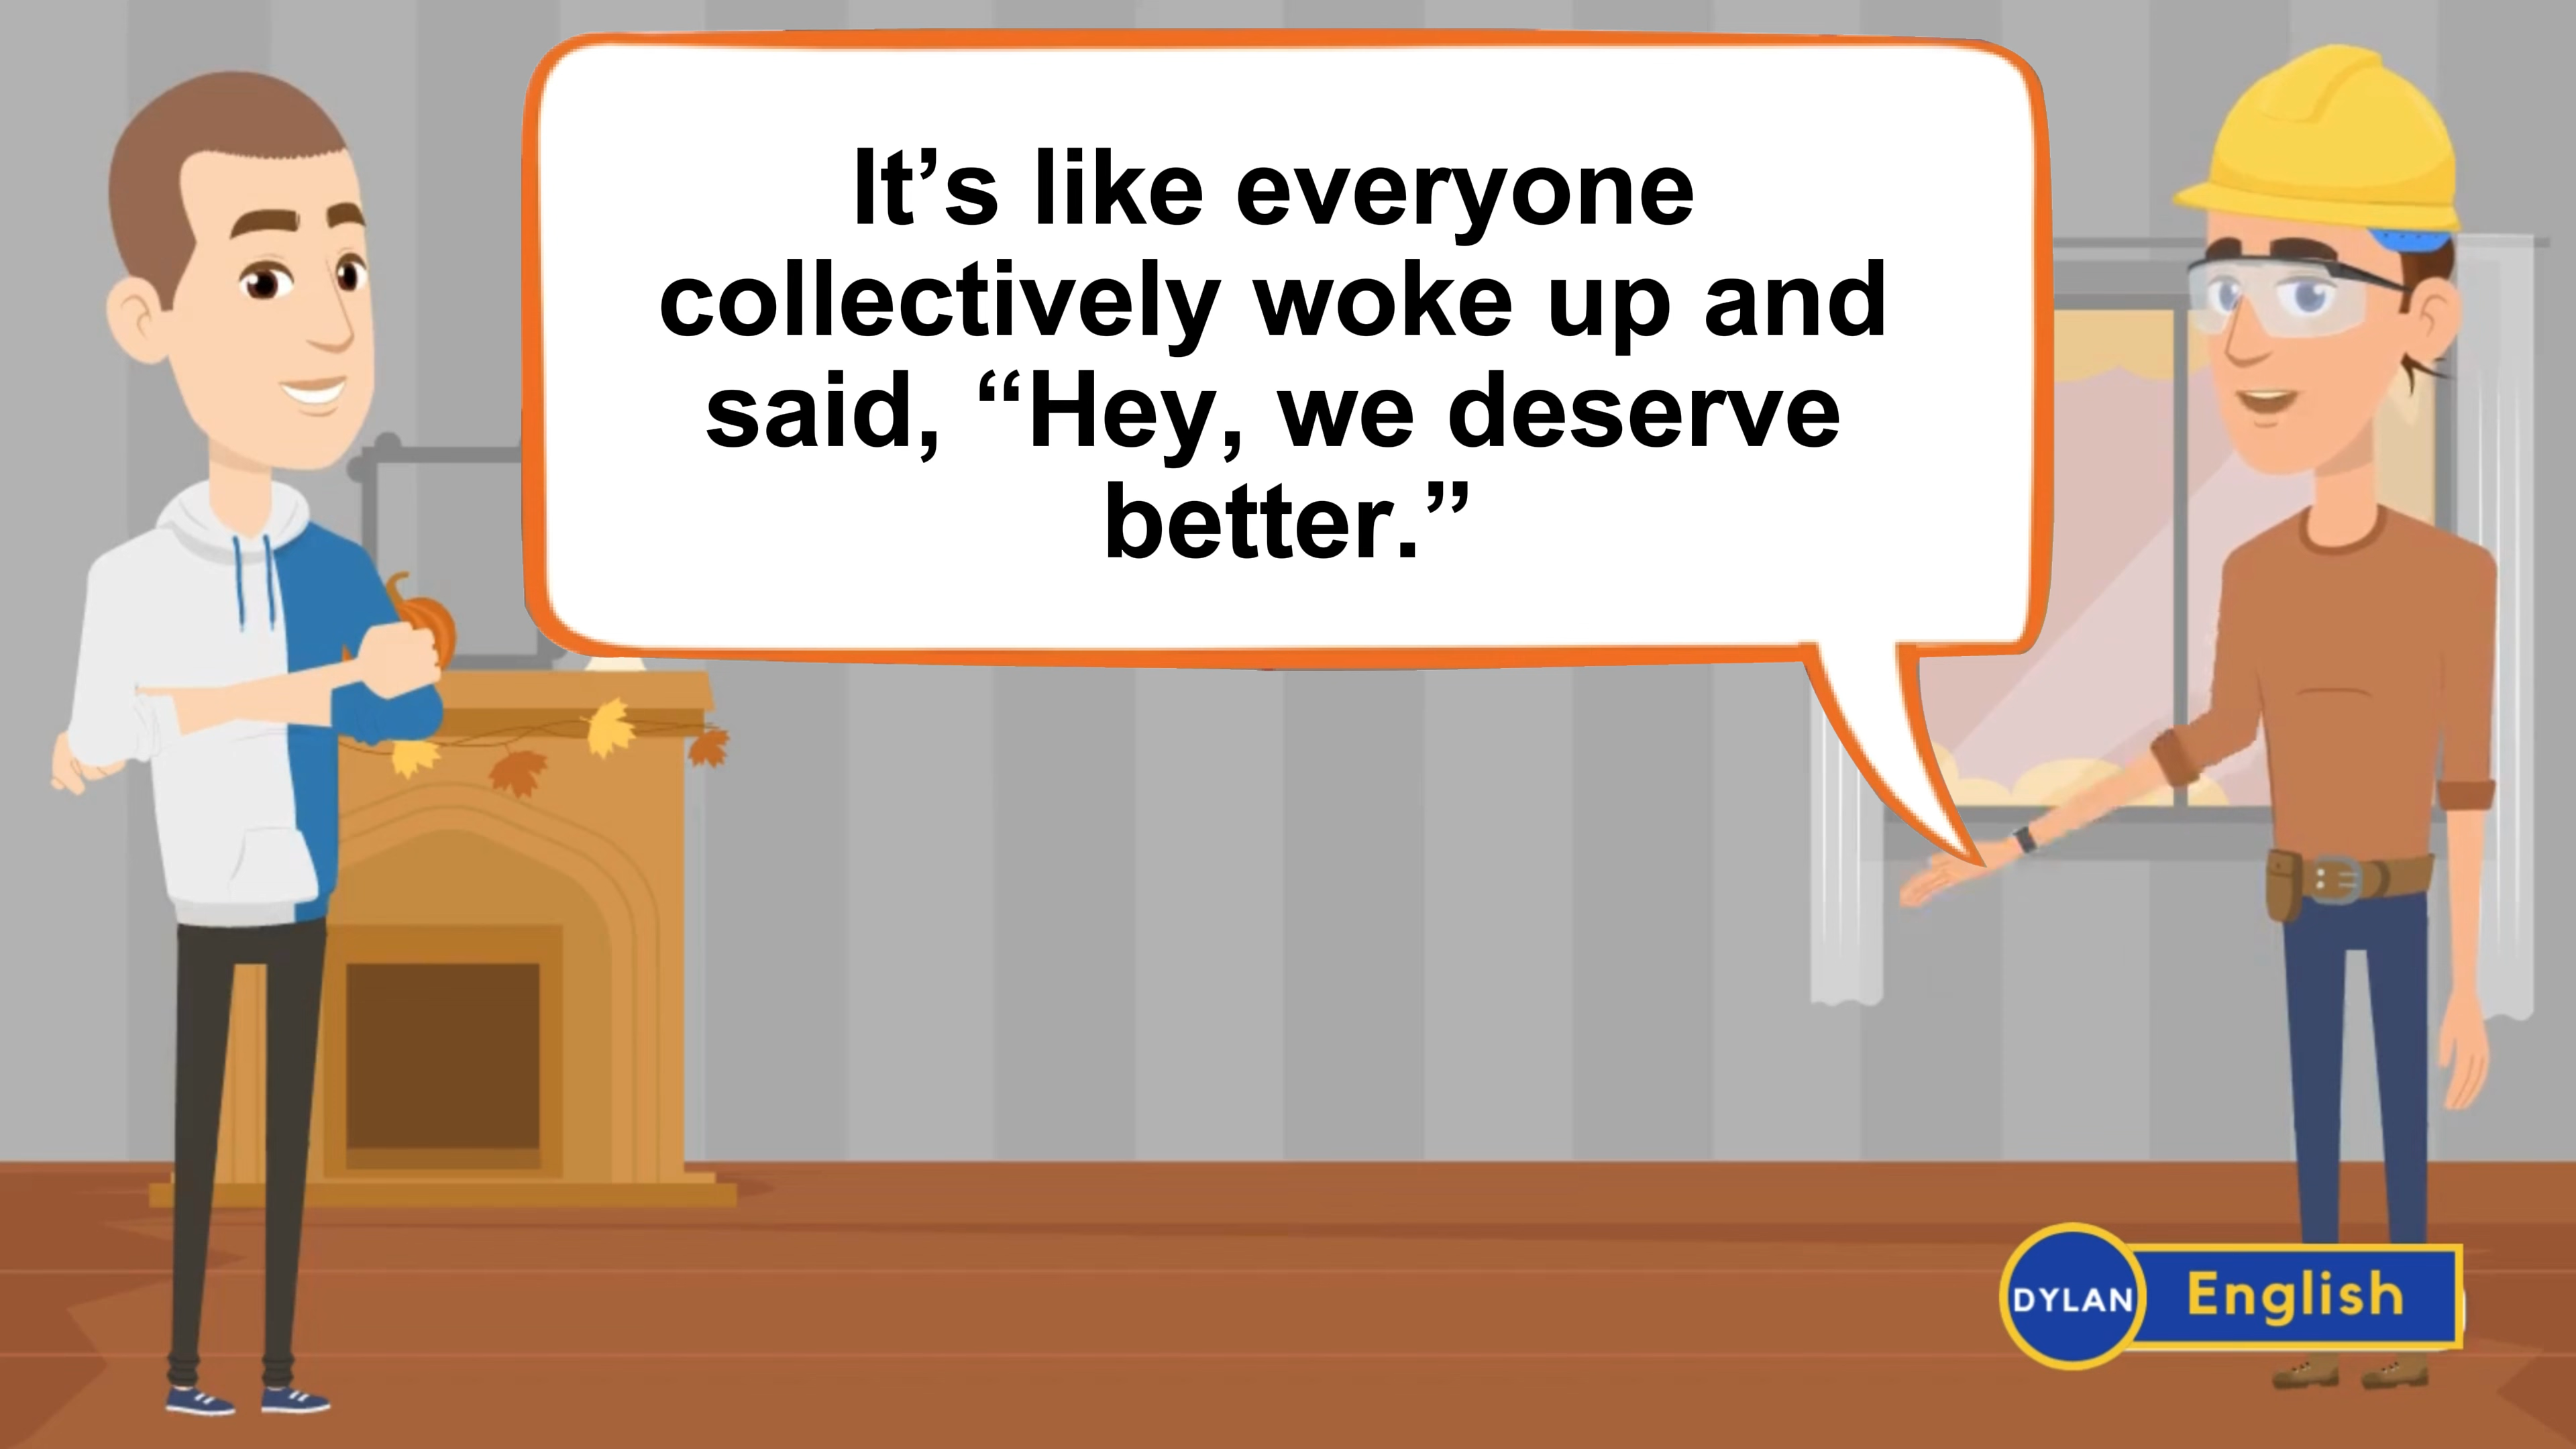 It’s like everyone
collectively woke up and
said, “Hey, we deserve
better.”
DYLAN English